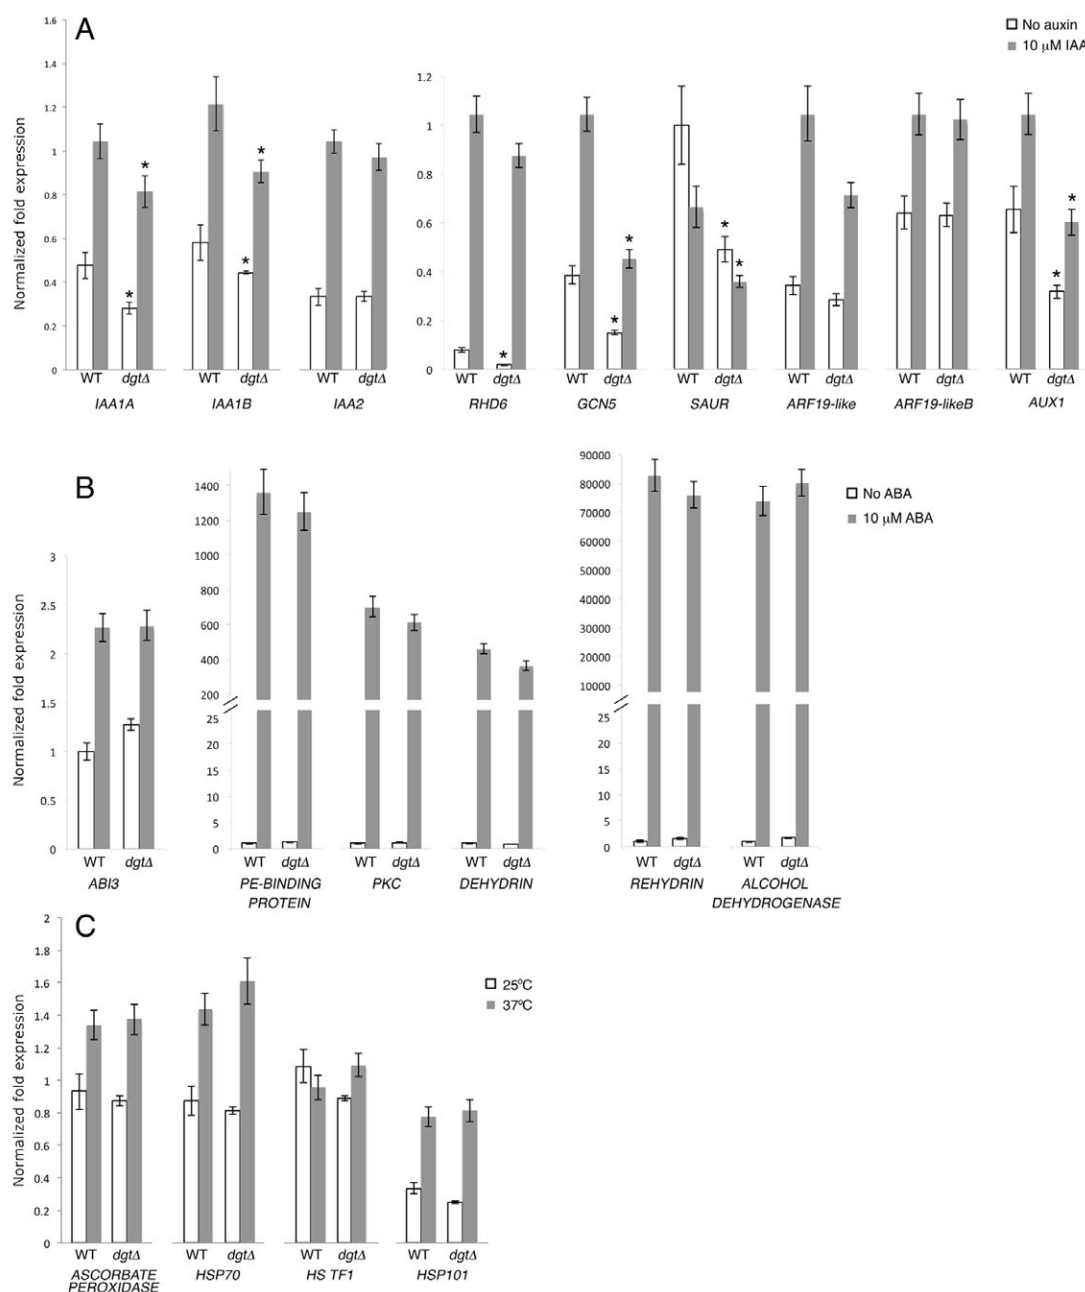 A
No auxin
10 µM IAA
Normalized fold expression
1.6
1.4
1.2
1
0.8
0.6
0.4
0.2
0
1.2
1
0.8
0.6
0.4
0.2
0
* * * * * * * * * * *
WT dgtΔ WT dgtΔ WT dgtΔ WT dgtΔ WT dgtΔ WT dgtΔ WT dgtΔ WT dgtΔ WT dgtΔ
IAA1A IAA1B IAA2 RHD6 GCN5 SAUR ARF19-like ARF19-likeB AUX1
B
No ABA
10 µM ABA
Normalized fold expression
3
2.5
2
1.5
1
0.5
0
1400
1200
1000
800
600
400
200
25
20
15
10
5
0
90000
80000
70000
60000
50000
40000
30000
20000
10000
25
20
15
10
5
0
WT dgtΔ WT dgtΔ WT dgtΔ WT dgtΔ WT dgtΔ WT dgtΔ
ABI3 PE-BINDING PKC DEHYDRIN REHYDRIN ALCOHOL
PROTEIN DEHYDROGENASE
C
25ºC
37ºC
Normalized fold expression
2
1.8
1.6
1.4
1.2
1
0.8
0.6
0.4
0.2
0
WT dgtΔ WT dgtΔ WT dgtΔ WT dgtΔ
ASCORBATE HSP70 HS TF1 HSP101
PEROXIDASE